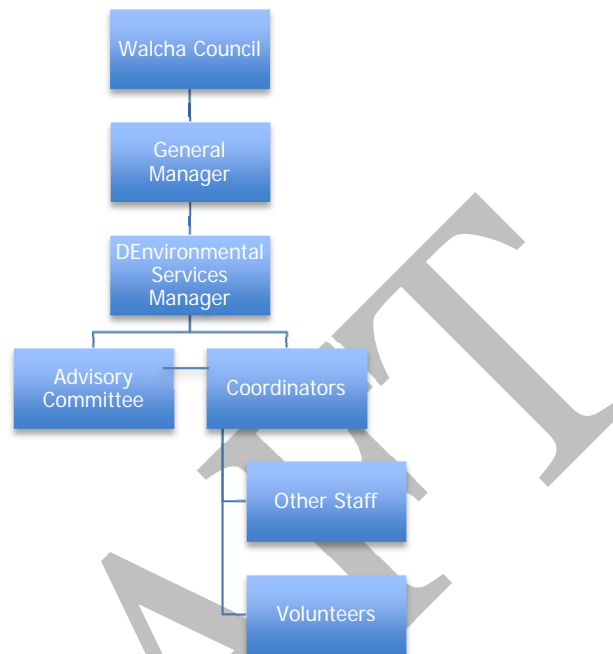 Walcha Council
General
Manager
DEnvironmental
Services
Manager
Advisory
Committee
Coordinators
Other Staff
Volunteers